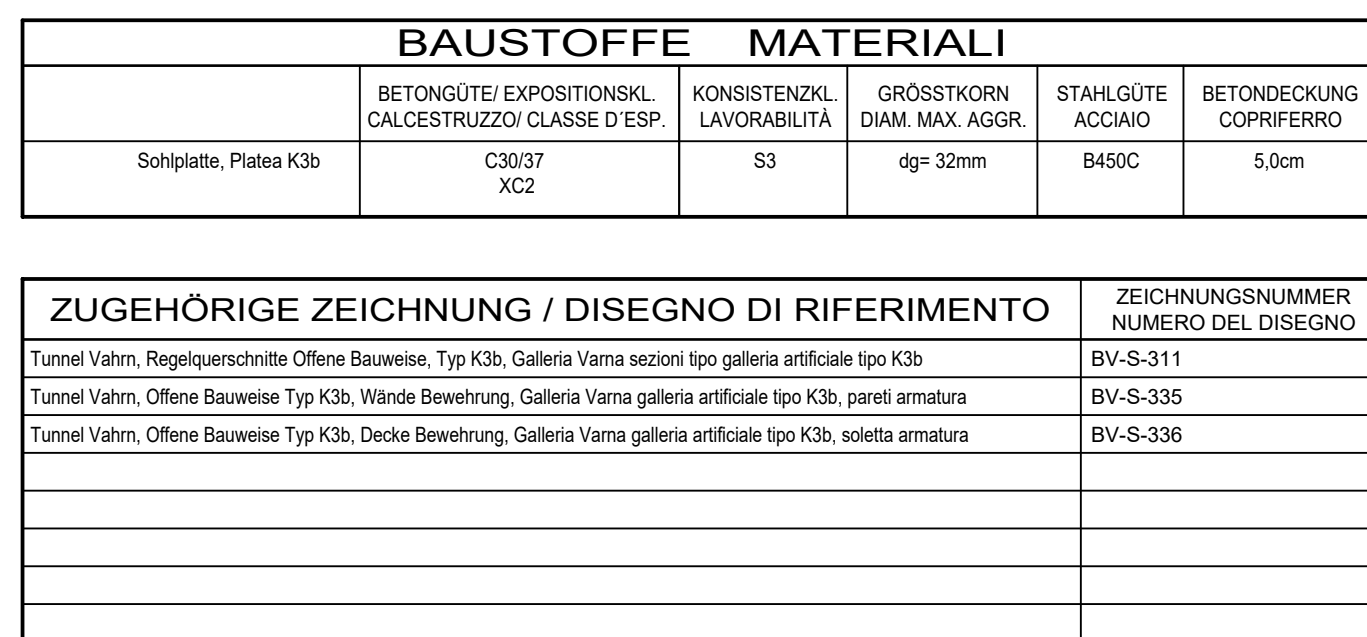 BAUSTOFFE MATERIALI
BETONGÜTE/ EXPOSITIONSKL. KONSISTENZKL. GRÖSSTKORN STAHLGÜTE BETONDECKUNG
CALCESTRUZZO/ CLASSE D´ESP. LAVORABILITÀ DIAM. MAX. AGGR. ACCIAIO COPRIFERRO
Sohlplatte, Platea K3b C30/37 S3 dg= 32mm B450C 5,0cm
XC2
ZUGEHÖRIGE ZEICHNUNG / DISEGNO DI RIFERIMENTO ZEICHNUNGSNUMMER
NUMERO DEL DISEGNO
Tunnel Vahrn, Regelquerschnitte Offene Bauweise, Typ K3b, Galleria Varna sezioni tipo galleria artificiale tipo K3b BV-S-311
Tunnel Vahrn, Offene Bauweise Typ K3b, Wände Bewehrung, Galleria Varna galleria artificiale tipo K3b, pareti armatura BV-S-335
Tunnel Vahrn, Offene Bauweise Typ K3b, Decke Bewehrung, Galleria Varna galleria artificiale tipo K3b, soletta armatura BV-S-336